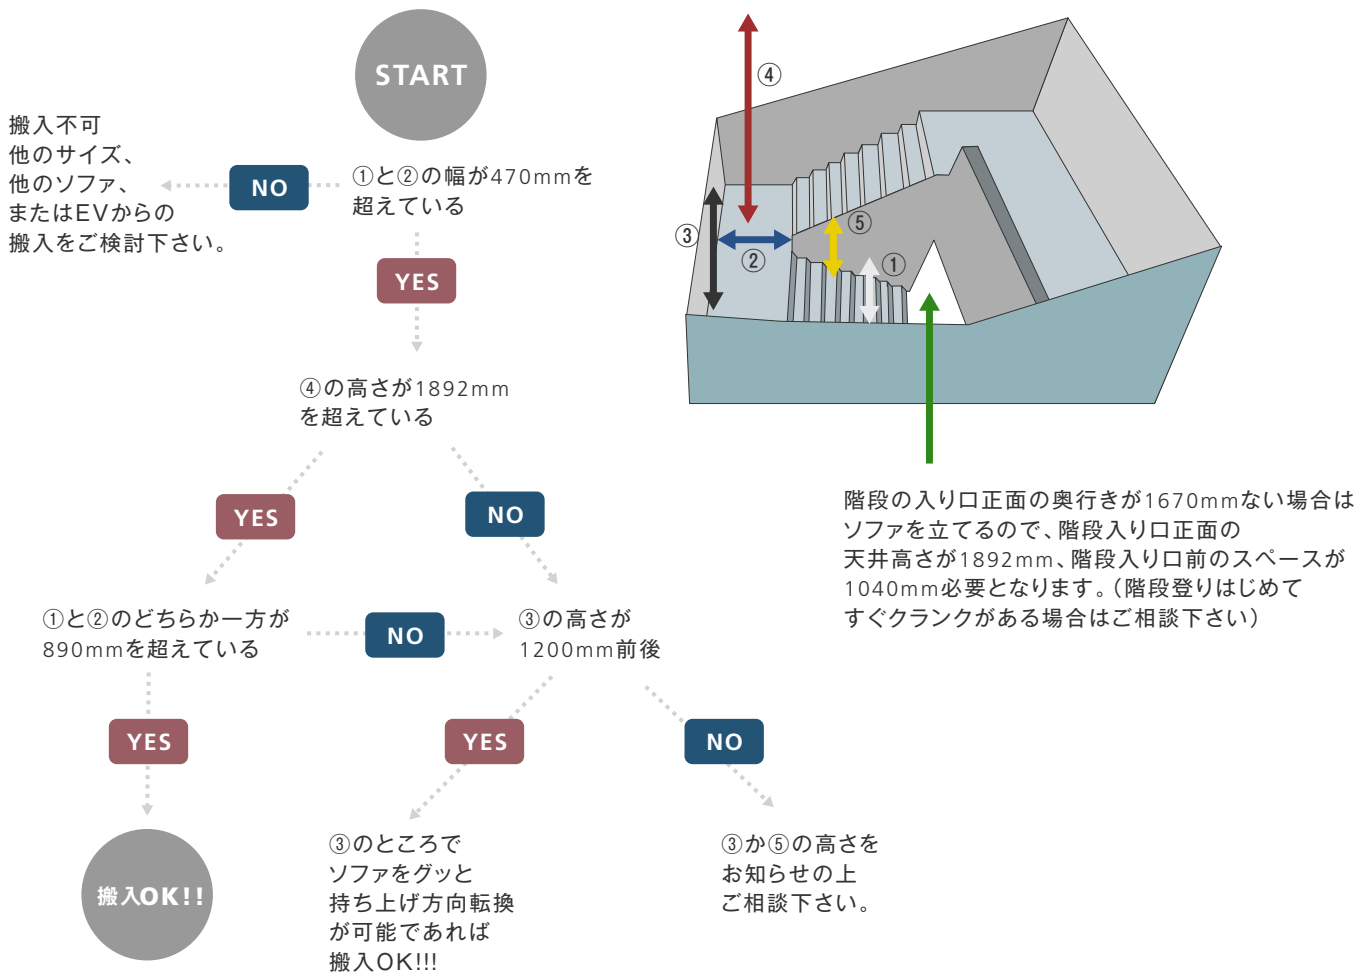 START
搬入不可
他のサイズ、
他のソファ、
またはEVからの
搬入をご検討下さい。
NO
①と②の幅が470mmを
超えている
YES
④の高さが1892mm
を超えている
YES
NO
①と②のどちらか一方が
890mmを超えている
NO
③の高さが
1200mm前後
YES
YES
NO
搬入OK!!
③のところで
ソファをグッと
持ち上げ方向転換
が可能であれば
搬入OK!!!
③か⑤の高さを
お知らせの上
ご相談下さい。
④
③
②
⑤
①
階段の入り口正面の奥行きが1670mmない場合は
ソファを立てるので、階段入り口正面の
天井高さが1892mm、階段入り口前のスペースが
1040mm必要となります。（階段登りはじめて
すぐクランクがある場合はご相談下さい）